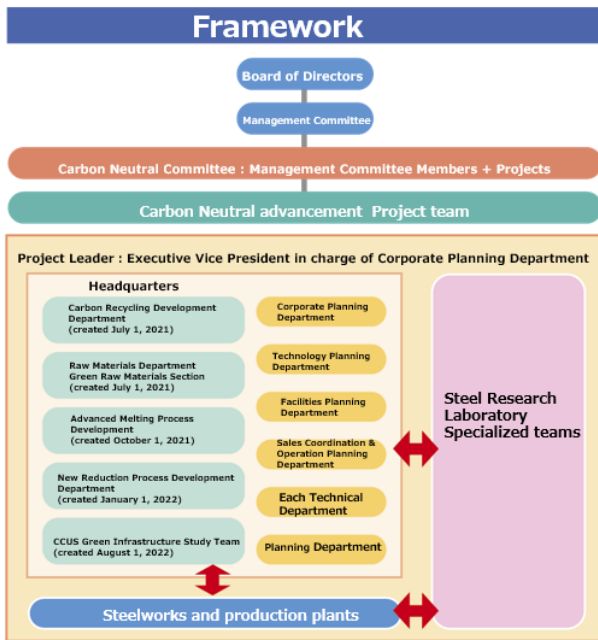 Framework
Board of Directors
Management Committee
Carbon Neutral Committee : Management Committee Members + Projects
Carbon Neutral advancement Project team
Project Leader : Executive Vice President in charge of Corporate Planning Department
Headquarters
Carbon Recycling Development
Department
(created July 1, 2021)
Raw Materials Department
Green Raw Materials Section
(created July 1, 2021)
Advanced Melting Process
Development
(created October 1, 2021)
New Reduction Process Development
Department
(created January 1, 2022)
CCUS Green Infrastructure Study Team
(created August 1, 2022)
Corporate Planning
Department
Technology Planning
Department
Facilities Planning
Department
Sales Coordination &
Operation Planning
Department
Each Technical
Department
Planning Department
Steel Research
Laboratory
Specialized teams
Steelworks and production plants